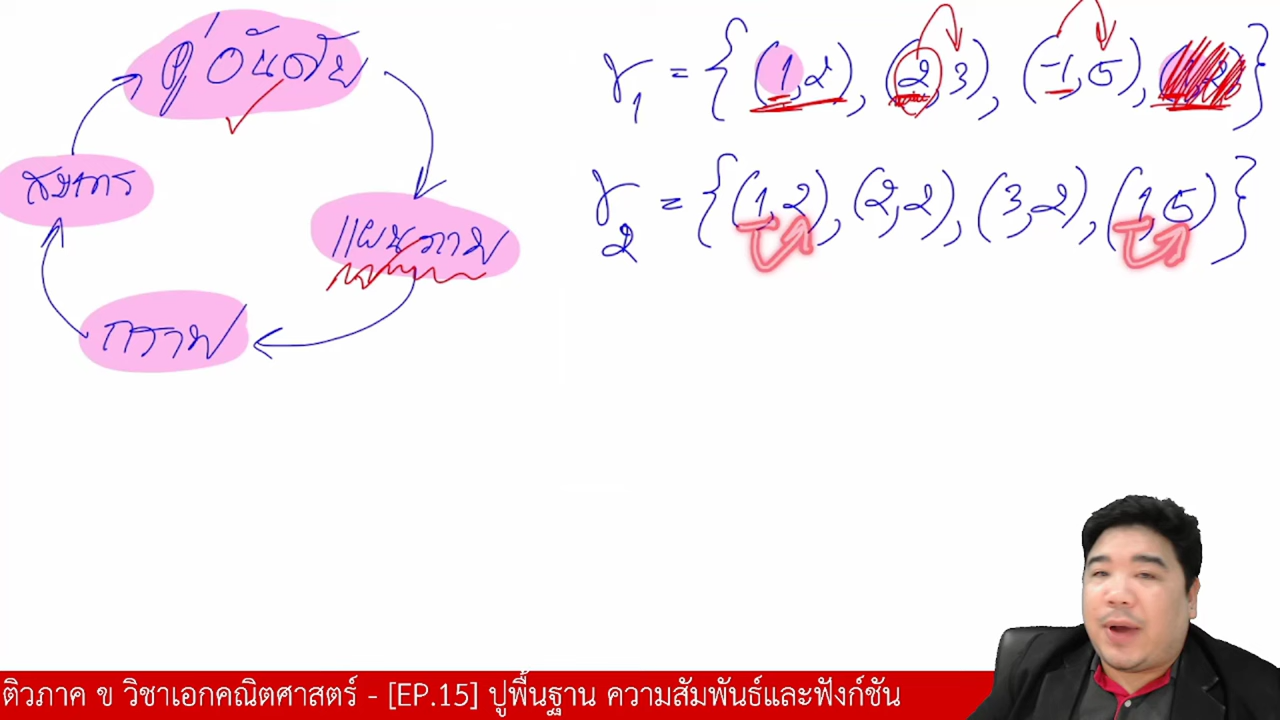 คู่อันดับ
แผนภาพ
กราฟ
สมการ
r₁ = {(1,2), (2,3), (-1,5), (1,2)}
r₂ = {(1,2), (2,2), (3,2), (1,5)}
ติวภาค ข วิชาเอกคณิตศาสตร์ - [EP.15] ปูพื้นฐาน ความสัมพันธ์และฟังก์ชัน